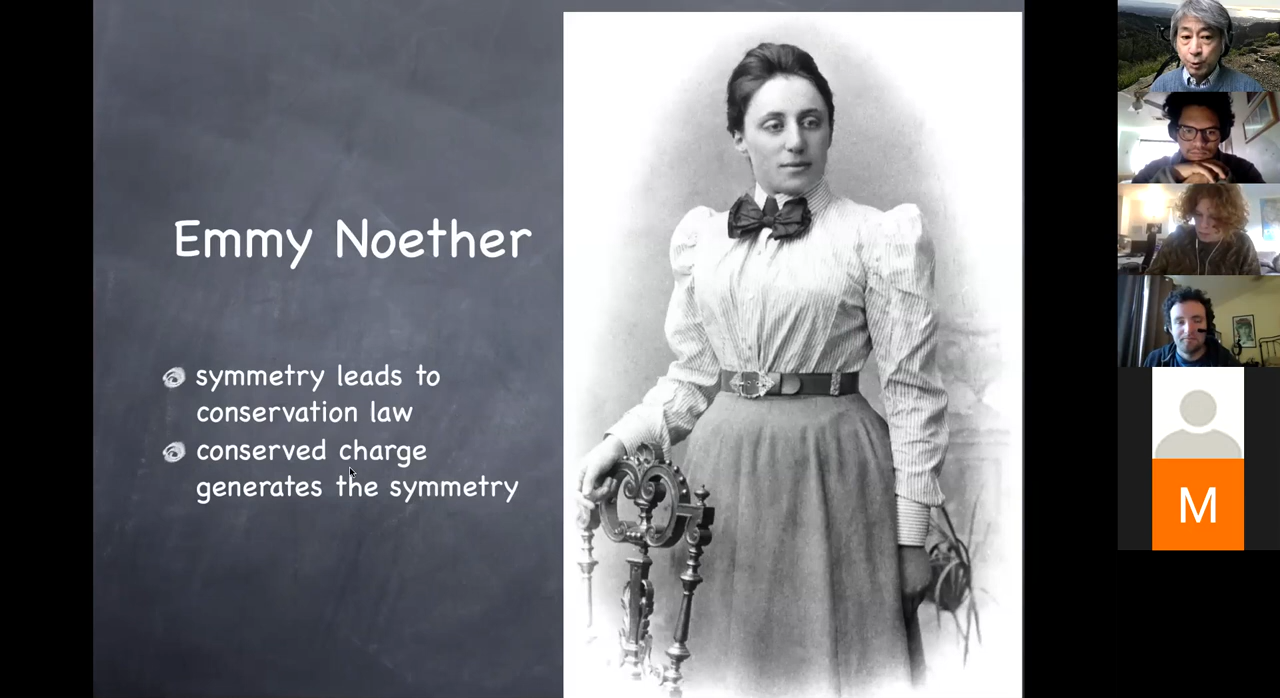 Emmy Noether
symmetry leads to
conservation law
conserved charge
generates the symmetry
M